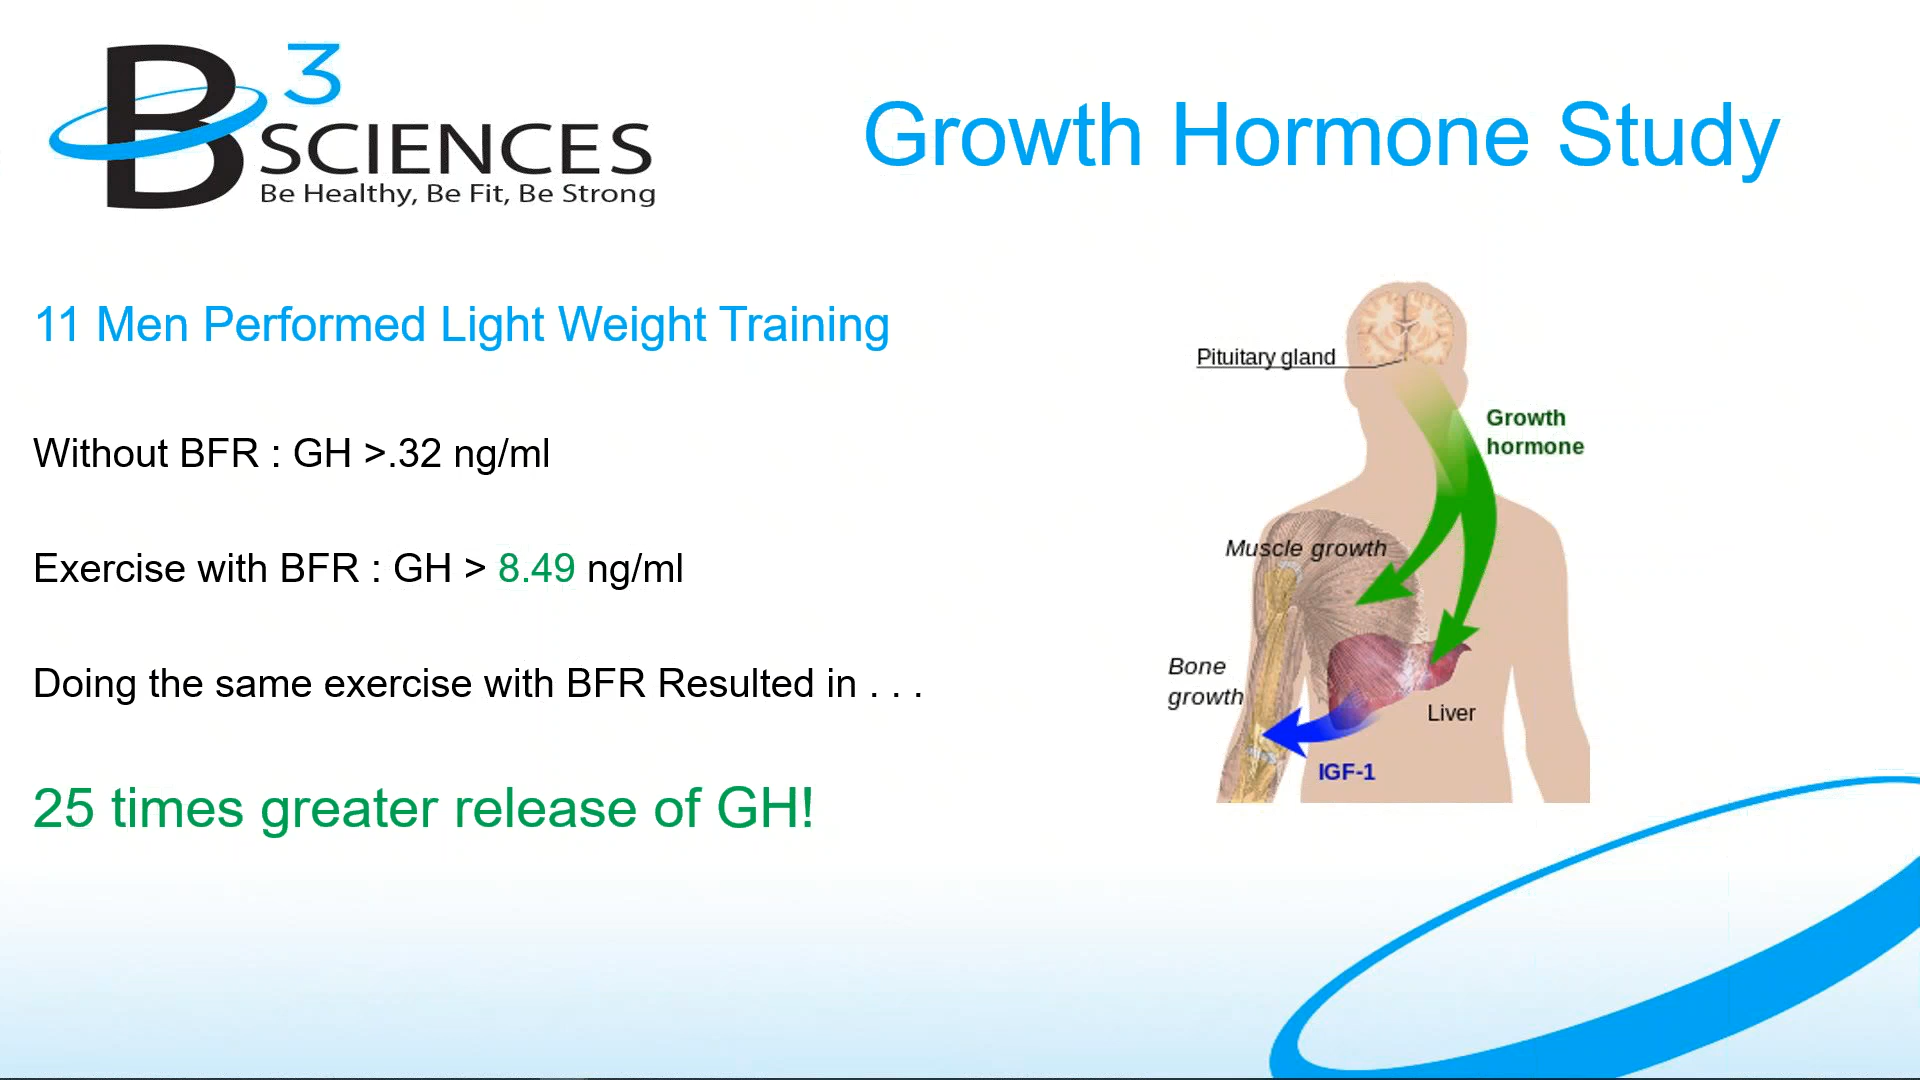 B3 SCIENCES
Be Healthy, Be Fit, Be Strong
Growth Hormone Study
11 Men Performed Light Weight Training
Without BFR : GH >.32 ng/ml
Exercise with BFR : GH > 8.49 ng/ml
Doing the same exercise with BFR Resulted in . . .
25 times greater release of GH!
Pituitary gland
Growth
hormone
Muscle growth
Bone
growth
Liver
IGF-1